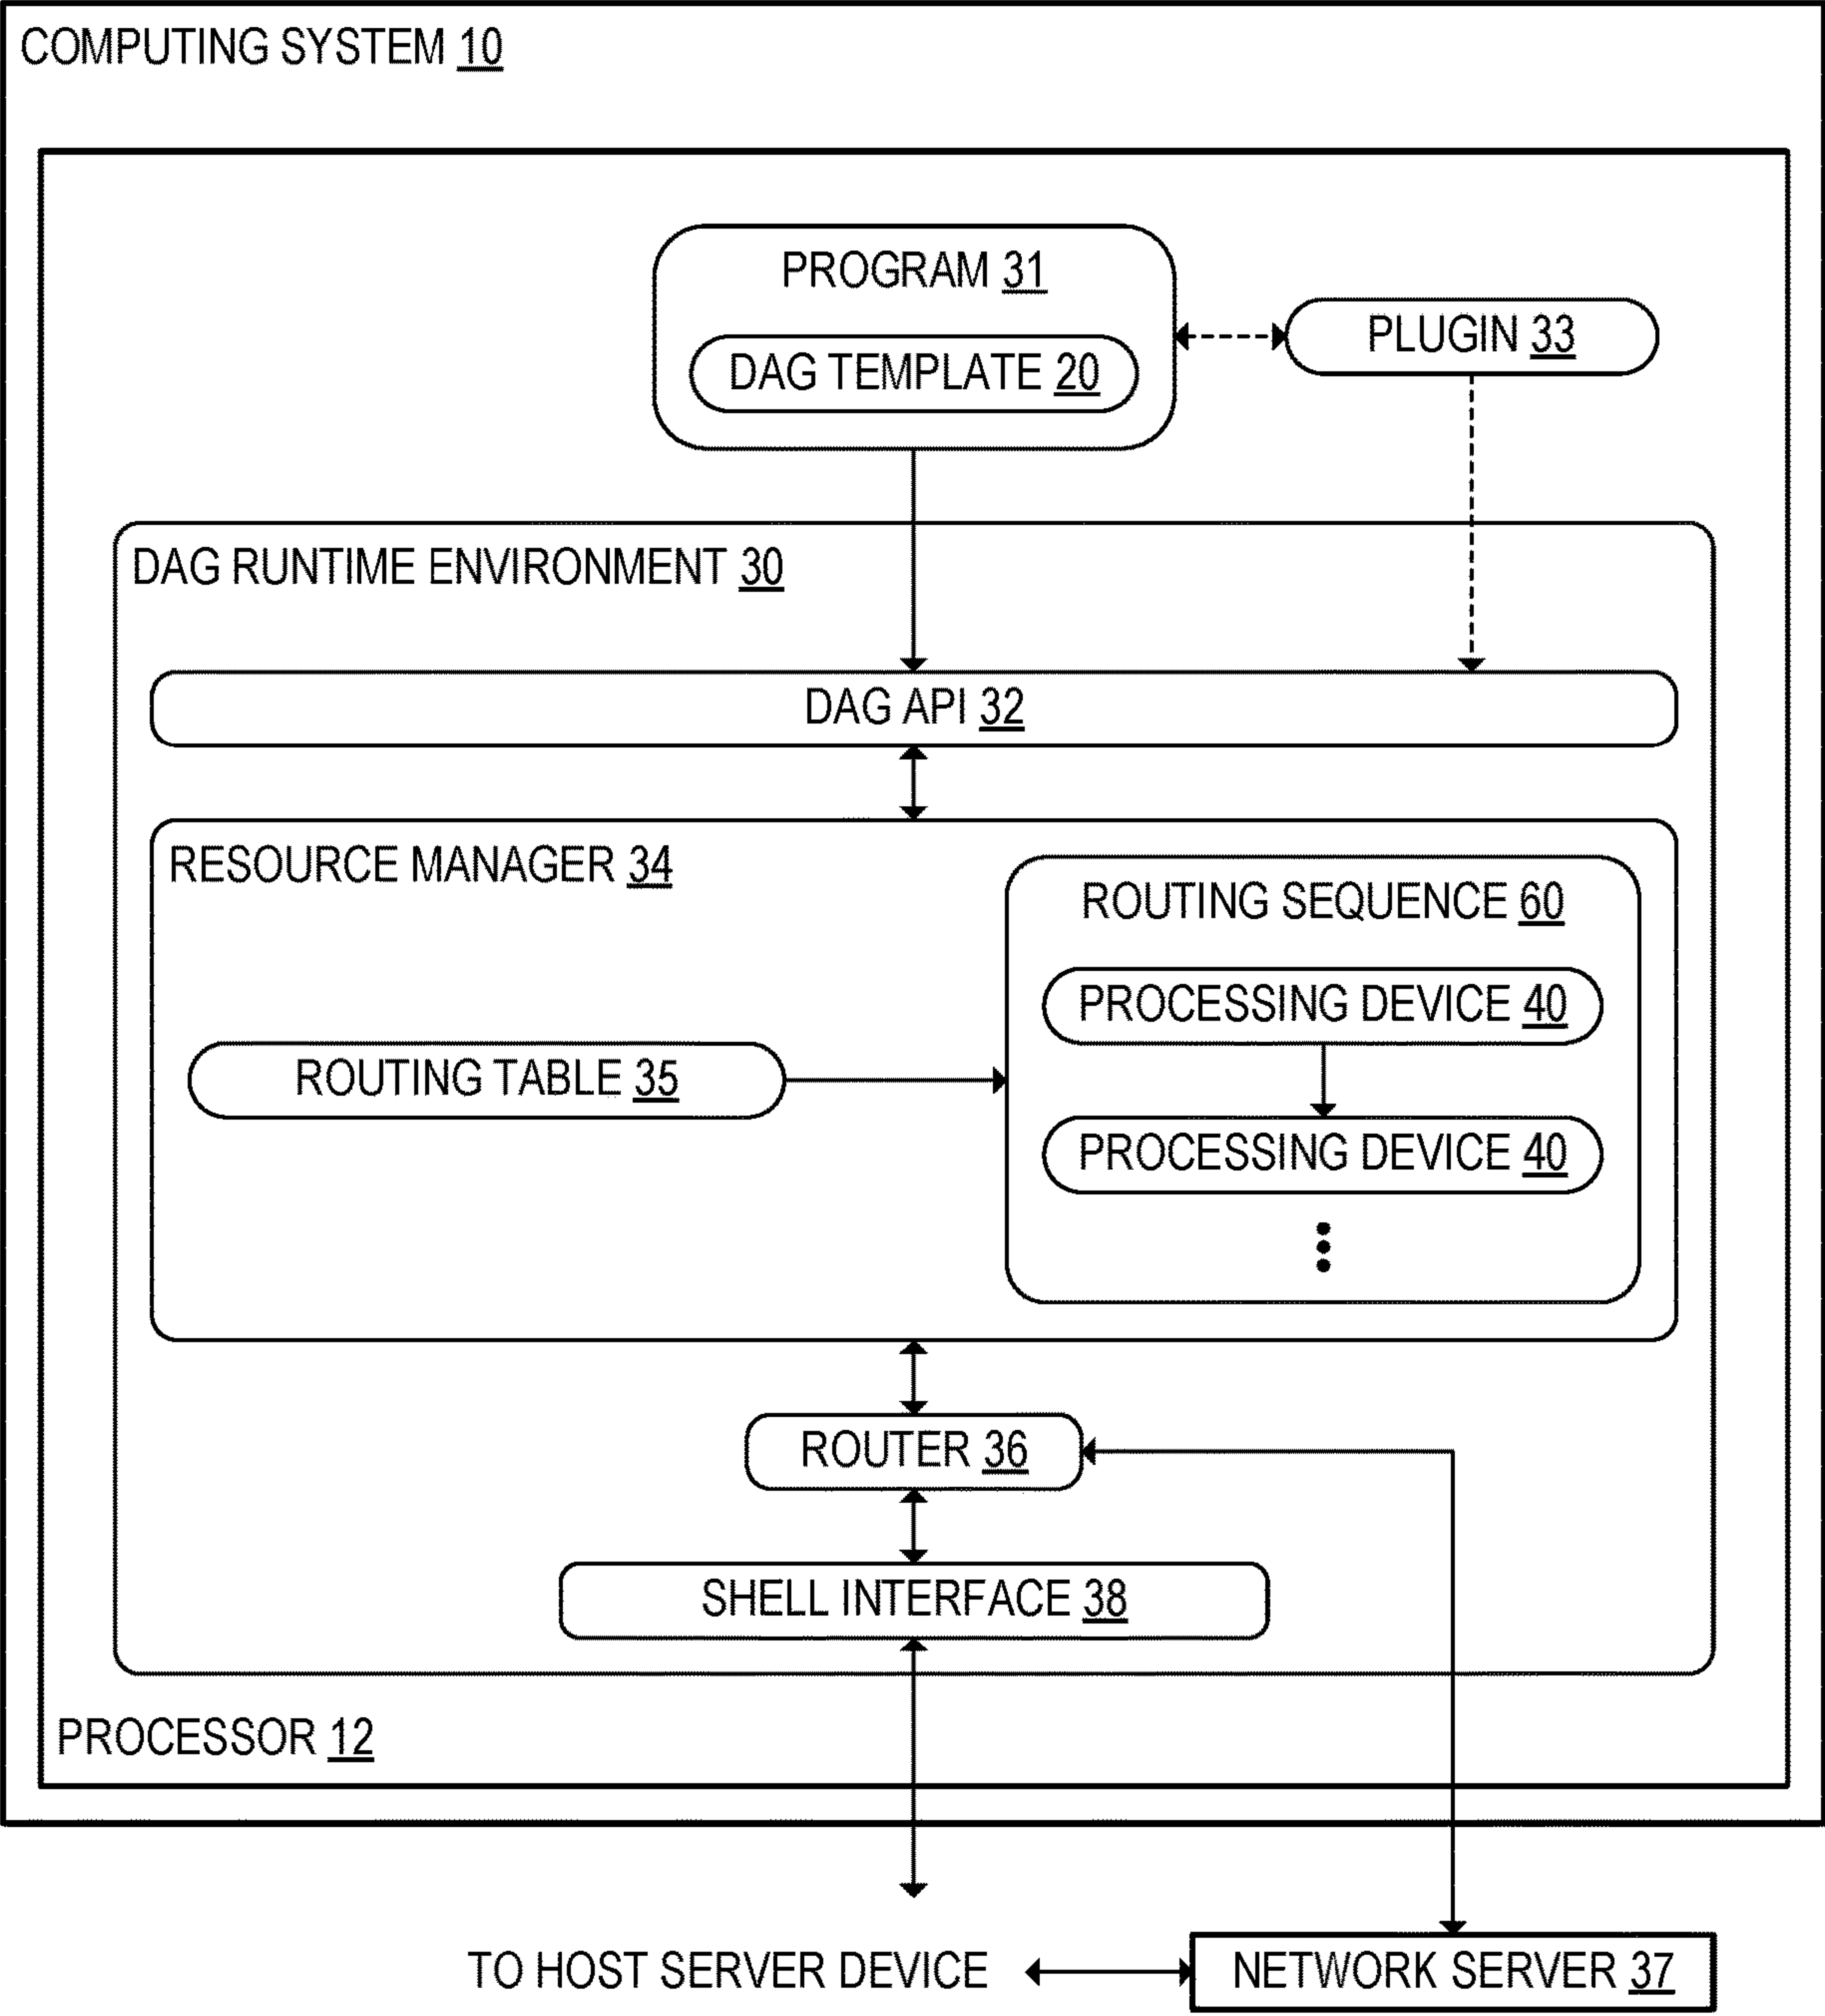 COMPUTING SYSTEM 10
PROGRAM 31
DAG TEMPLATE 20
PLUGIN 33
DAG RUNTIME ENVIRONMENT 30
DAG API 32
RESOURCE MANAGER 34
ROUTING SEQUENCE 60
PROCESSING DEVICE 40
ROUTING TABLE 35
PROCESSING DEVICE 40
ROUTER 36
SHELL INTERFACE 38
PROCESSOR 12
TO HOST SERVER DEVICE
NETWORK SERVER 37